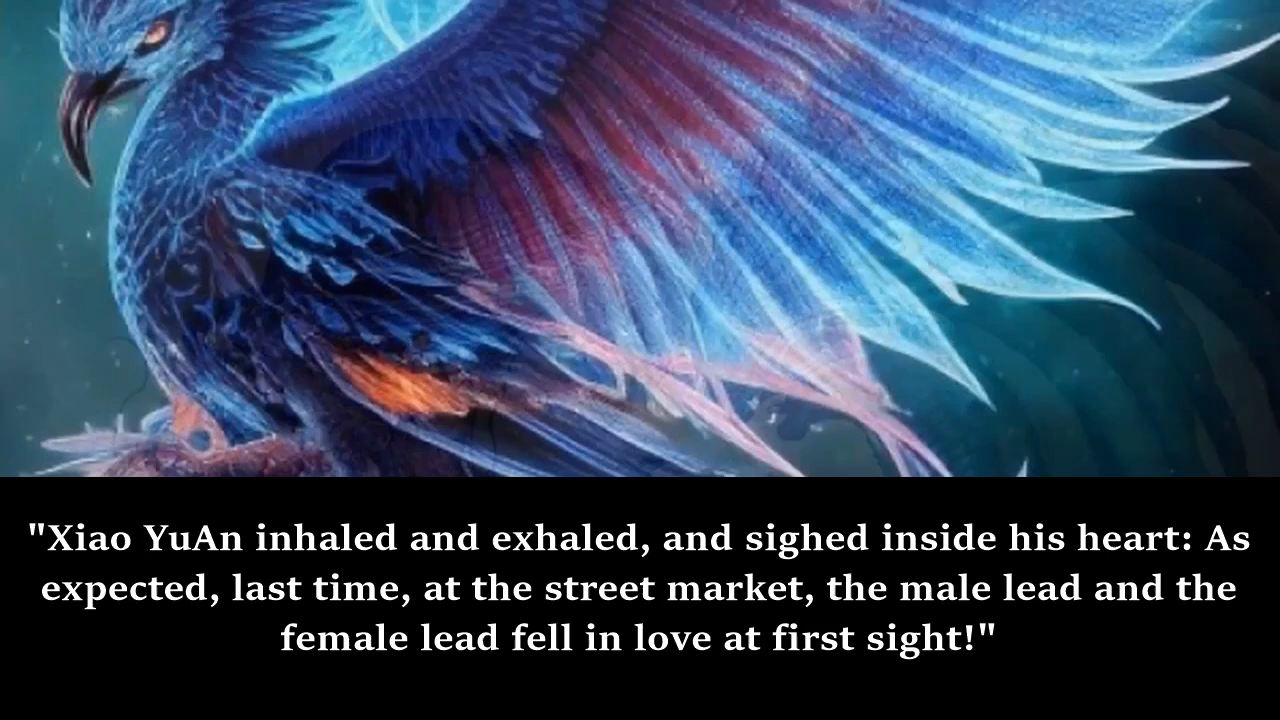 "Xiao YuAn inhaled and exhaled, and sighed inside his heart: As
expected, last time, at the street market, the male lead and the
female lead fell in love at first sight!"